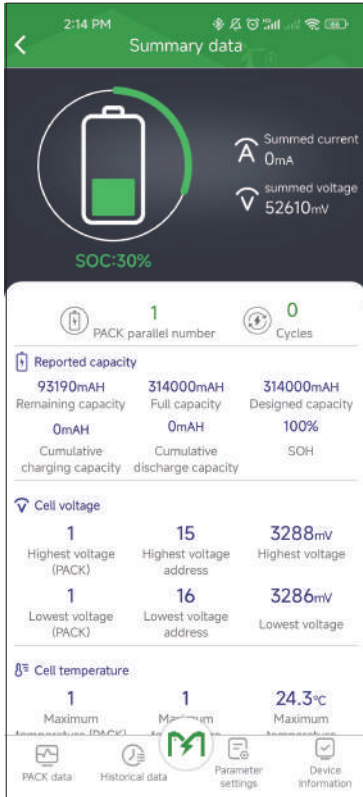 2:14 PM
Summary data
Summed current
0mA
summed voltage
52610mV
SOC:30%
1
PACK parallel number
0
Cycles
Reported capacity
93190mAH
314000mAH
314000mAH
Remaining capacity
Full capacity
Designed capacity
0mAH
0mAH
100%
Cumulative
charging capacity
Cumulative
discharge capacity
SOH
Cell voltage
1
15
3288mV
Highest voltage
(PACK)
Highest voltage
address
Highest voltage
1
16
3286mV
Lowest voltage
(PACK)
Lowest voltage
address
Lowest voltage
Cell temperature
1
1
24.3℃
Maximum
temperature (PACK)
Maximum
PACK data
Historical data
Parameter
settings
Device
information